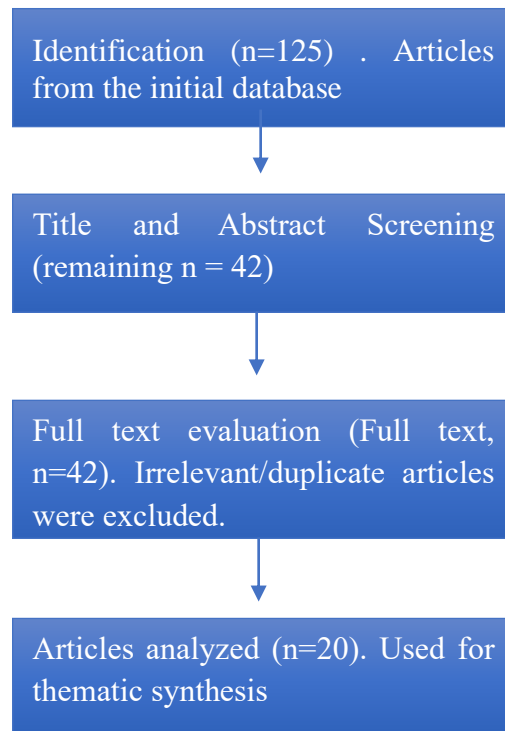 Identification (n=125) . Articles
from the initial database
Title and Abstract Screening
(remaining n = 42)
Full text evaluation (Full text,
n=42). Irrelevant/duplicate articles
were excluded.
Articles analyzed (n=20). Used for
thematic synthesis